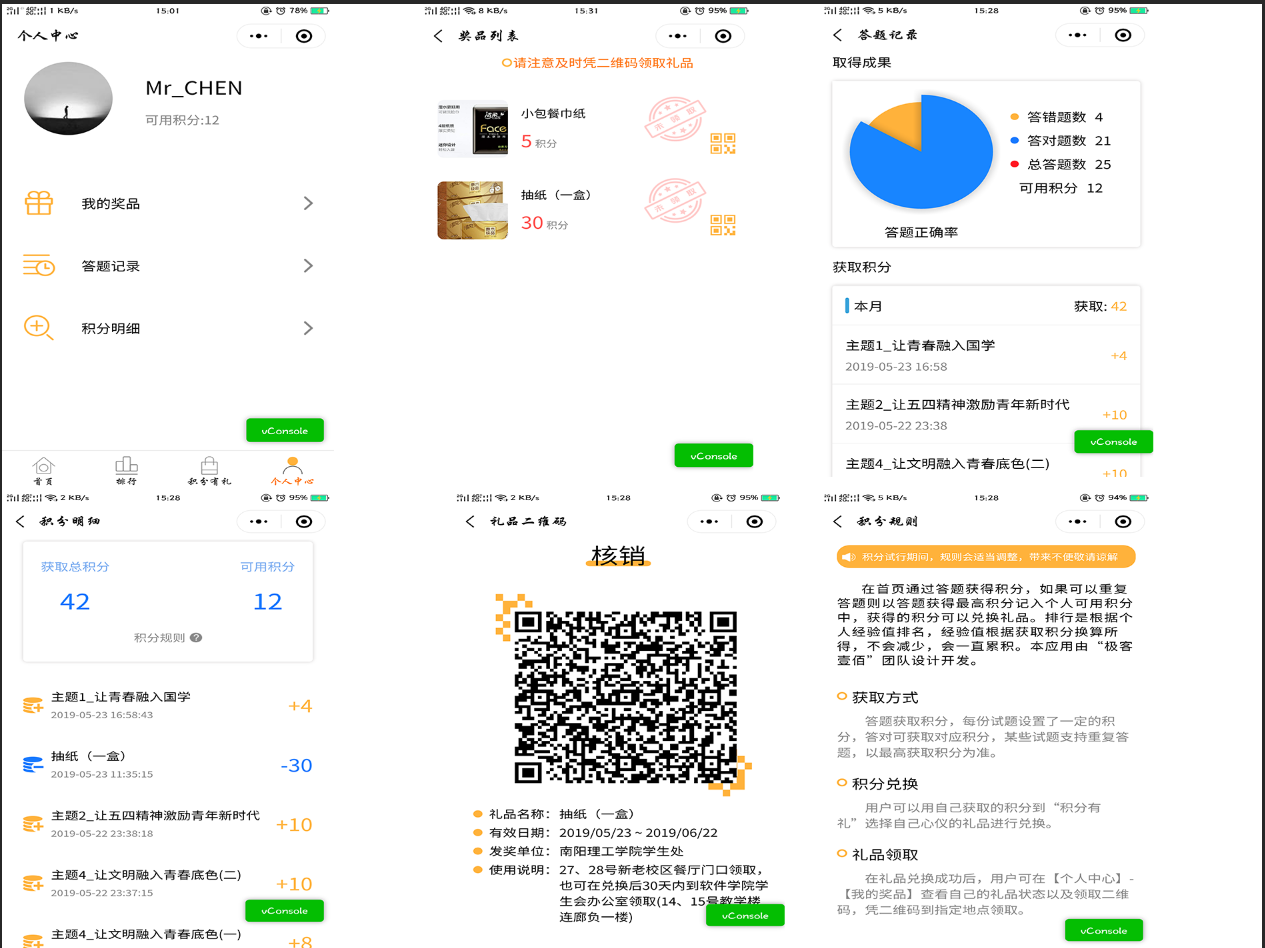 1 KB/s 15:01 78%
个人中心
Mr_CHEN
可用积分:12
我的奖品
答题记录
积分明细
vConsole
首页 排行 积分有礼 个人中心
8 KB/s 15:31 95%
奖品列表
请注意及时凭二维码领取礼品
Face
小包餐巾纸
5 积分
未领取
抽纸（一盒）
30 积分
未领取
vConsole
5 KB/s 15:28 95%
答题记录
取得成果
答错题数 4
答对题数 21
总答题数 25
可用积分 12
答题正确率
获取积分
本月 获取: 42
主题1_让青春融入国学
2019-05-23 16:58
+4
主题2_让五四精神激励青年新时代
2019-05-22 23:38
+10
vConsole
主题4_让文明融入青春底色(二)
+10
2 KB/s 15:28 95%
积分明细
获取总积分 可用积分
42 12
积分规则 ?
主题1_让青春融入国学
2019-05-23 16:58:43
+4
抽纸（一盒）
2019-05-23 11:35:15
-30
主题2_让五四精神激励青年新时代
2019-05-22 23:38:18
+10
主题4_让文明融入青春底色(二)
2019-05-22 23:37:15
+10
vConsole
主题4_让文明融入青春底色(一)
+8
2 KB/s 15:28 95%
礼品二维码
核销
礼品名称： 抽纸（一盒）
有效日期： 2019/05/23 ~ 2019/06/22
发奖单位： 南阳理工学院学生处
使用说明： 27、28号新老校区餐厅门口领取，
也可在兑换后30天内到软件学院学
生会办公室领取(14、15号教学楼
连廊负一楼)
vConsole
5 KB/s 15:28 94%
积分规则
积分试行期间，规则会适当调整，带来不便敬请谅解
在首页通过答题获得积分，如果可以重复
答题则以答题获得最高积分记入个人可用积分
中，获得的积分可以兑换礼品。排行是根据个
人经验值排名，经验值根据获取积分换算所
得，不会减少，会一直累积。本应用由“极客
壹佰”团队设计开发。
获取方式
答题获取积分，每份试题设置了一定的积
分，答对可获取对应积分，某些试题支持重复答
题，以最高获取积分为准。
积分兑换
用户可以用自己获取的积分到“积分有
礼”选择自己心仪的礼品进行兑换。
礼品领取
在礼品兑换成功后，用户可在【个人中心】-
【我的奖品】查看自己的礼品状态以及领取二维
码，凭二维码到指定地点领取。
vConsole